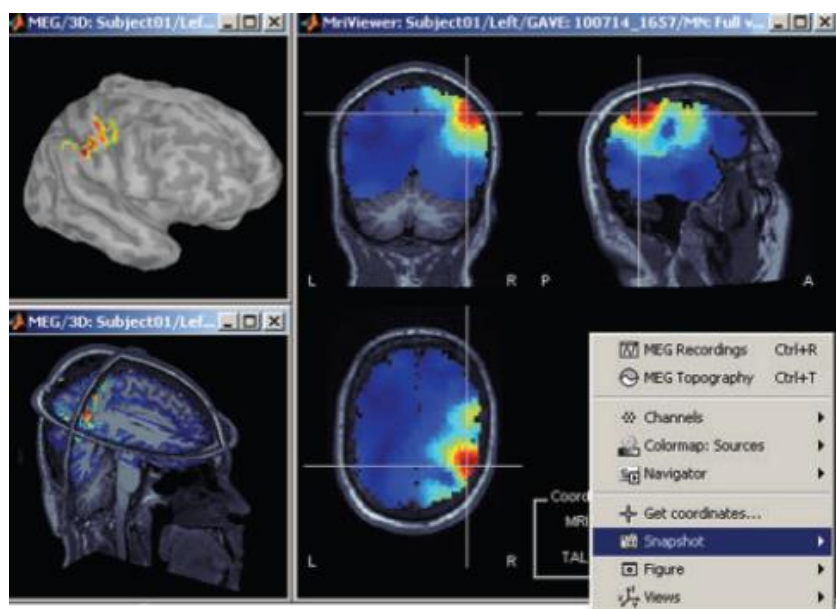 MEG/3D: Subject01/Lef...
MriViewer: Subject01/Left/GAVE: 100714_1657/MN: Full v...
L
R
P
A
MEG/3D: Subject01/Lef...
L
R
Coord
MRI
TAL
MEG Recordings Ctrl+R
MEG Topography Ctrl+T
Channels
Colormap: Sources
Navigator
Get coordinates...
Snapshot
Figure
Views